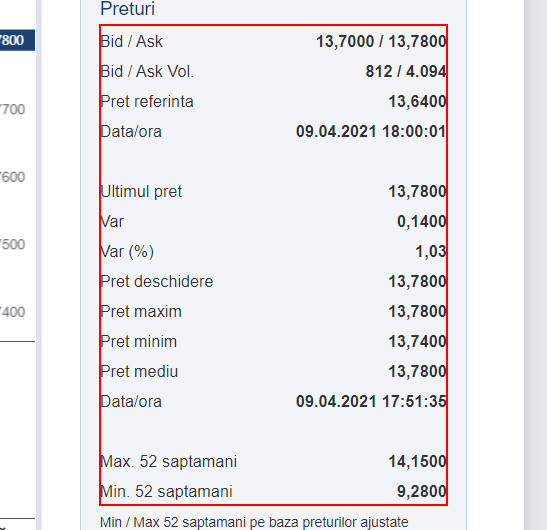 Preturi
Bid / Ask 13,7000 / 13,7800
Bid / Ask Vol. 812 / 4.094
Pret referinta 13,6400
Data/ora 09.04.2021 18:00:01
Ultimul pret 13,7800
Var 0,1400
Var (%) 1,03
Pret deschidere 13,7800
Pret maxim 13,7800
Pret minim 13,7400
Pret mediu 13,7800
Data/ora 09.04.2021 17:51:35
Max. 52 saptamani 14,1500
Min. 52 saptamani 9,2800
Min / Max 52 saptamani pe baza preturilor ajustate
7800
7700
7600
7500
7400